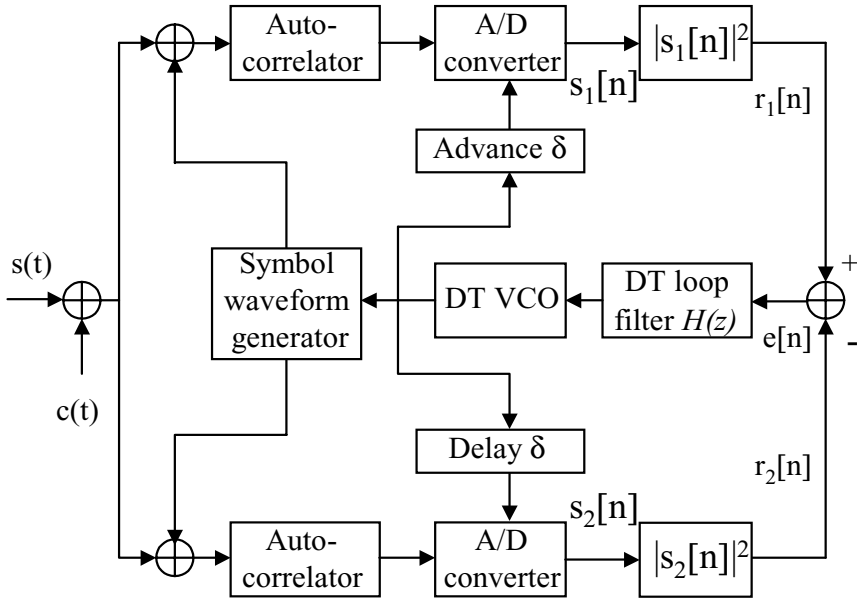 Auto-
correlator
A/D
converter
|s₁[n]|²
s₁[n]
r₁[n]
Advance δ
s(t)
Symbol
waveform
generator
DT VCO
DT loop
filter H(z)
+
e[n]
-
c(t)
Delay δ
r₂[n]
s₂[n]
Auto-
correlator
A/D
converter
|s₂[n]|²